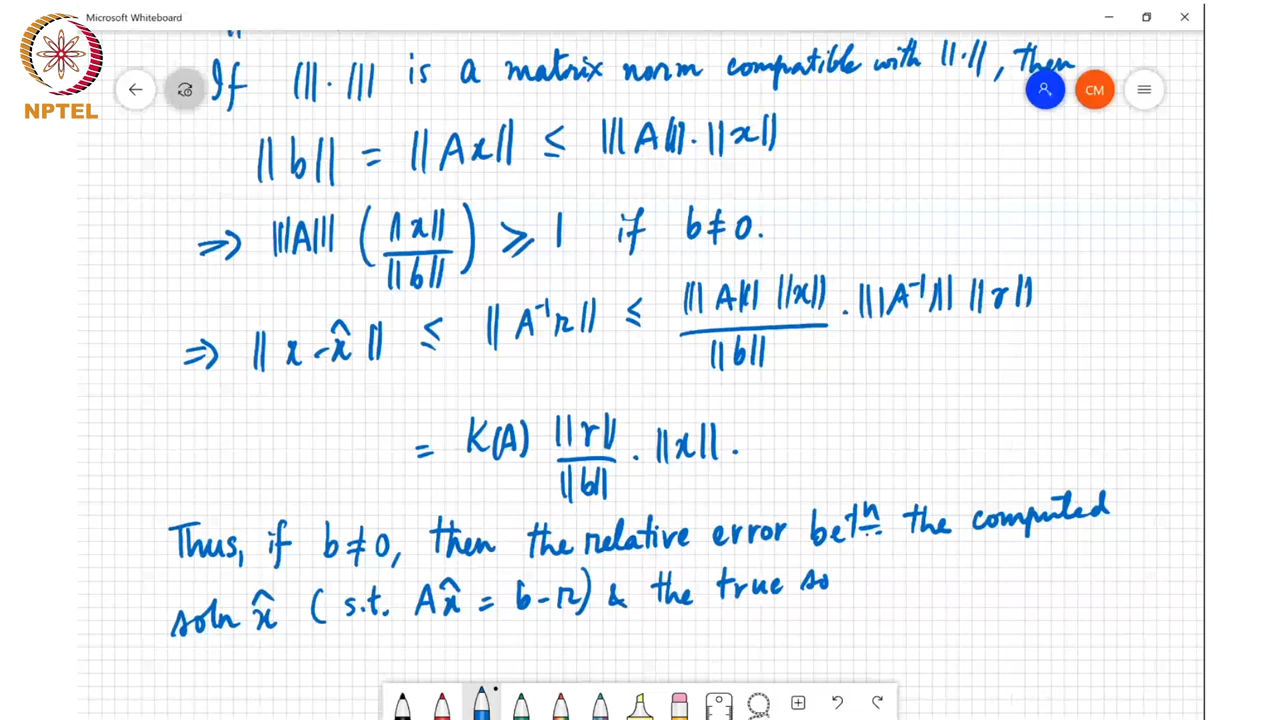 Microsoft Whiteboard
NPTEL
CM
If |||·||| is a matrix norm compatible with ||·||, then
||b|| = ||Ax|| ≤ |||A|||·||x||
⇒ |||A||| (||x||/||b||) ≥ 1 if b≠0.
⇒ ||x-x̂|| ≤ ||A⁻¹r|| ≤ |||A||| ||x||/||b|| · |||A⁻¹||| ||r||
= K(A) ||r||/||b|| · ||x||.
Thus, if b≠0, then the relative error betn the computed
soln x̂ (s.t. Ax̂ = b-r) & the true so